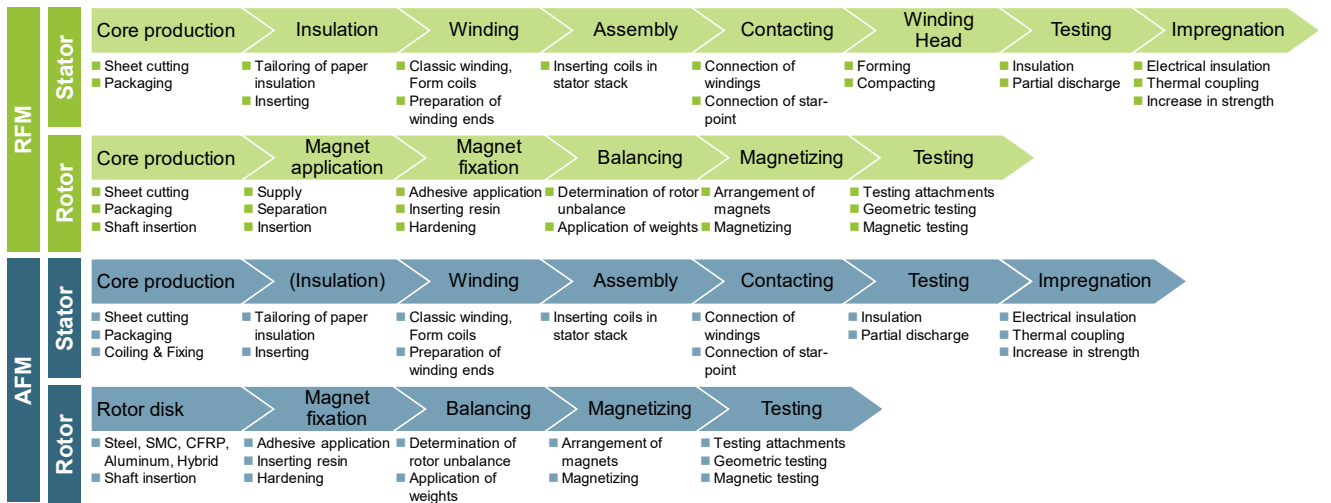 RFM
Stator
Core production
Sheet cutting
Packaging
Insulation
Tailoring of paper
insulation
Inserting
Winding
Classic winding,
Form coils
Preparation of
winding ends
Assembly
Inserting coils in
stator stack
Contacting
Connection of
windings
Connection of star-
point
Winding
Head
Forming
Compacting
Testing
Insulation
Partial discharge
Impregnation
Electrical insulation
Thermal coupling
Increase in strength
Rotor
Core production
Sheet cutting
Packaging
Shaft insertion
Magnet
application
Supply
Separation
Insertion
Magnet
fixation
Adhesive application
Inserting resin
Hardening
Balancing
Determination of rotor
unbalance
Application of weights
Magnetizing
Arrangement of
magnets
Magnetizing
Testing
Testing attachments
Geometric testing
Magnetic testing
AFM
Stator
Core production
Sheet cutting
Packaging
Coiling & Fixing
(Insulation)
Tailoring of paper
insulation
Inserting
Winding
Classic winding,
Form coils
Preparation of
winding ends
Assembly
Inserting coils in
stator stack
Contacting
Connection of
windings
Connection of star-
point
Testing
Insulation
Partial discharge
Impregnation
Electrical insulation
Thermal coupling
Increase in strength
Rotor
Rotor disk
Steel, SMC, CFRP,
Aluminum, Hybrid
Shaft insertion
Magnet
fixation
Adhesive application
Inserting resin
Hardening
Balancing
Determination of
rotor unbalance
Application of
weights
Magnetizing
Arrangement of
magnets
Magnetizing
Testing
Testing attachments
Geometric testing
Magnetic testing